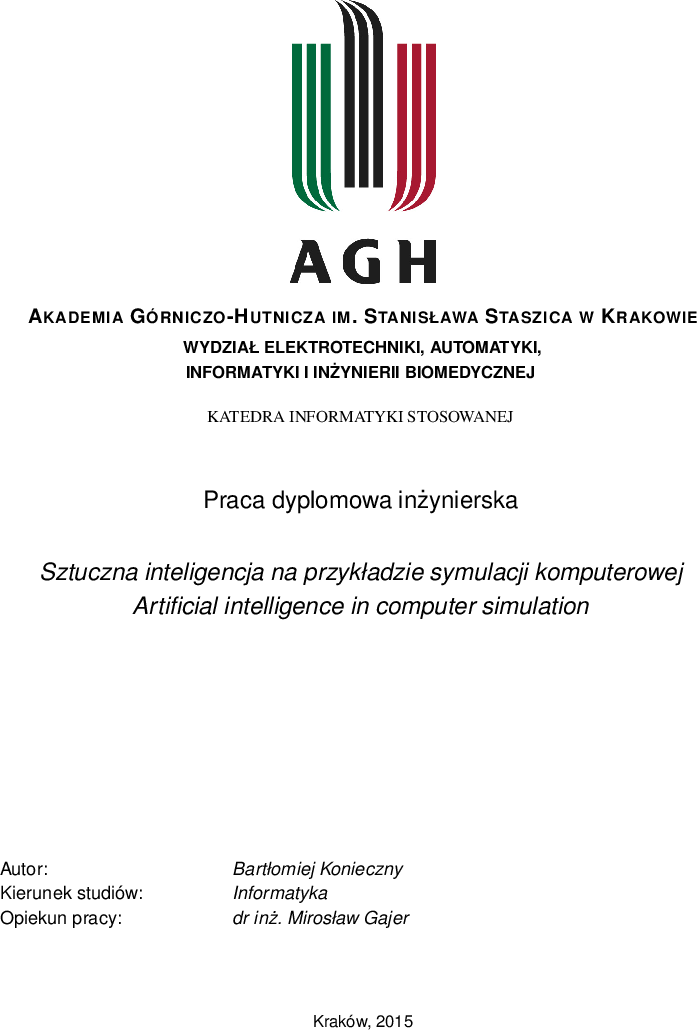 AGH
AKADEMIA GÓRNICZO-HUTNICZA IM. STANISŁAWA STASZICA W KRAKOWIE
WYDZIAŁ ELEKTROTECHNIKI, AUTOMATYKI,
INFORMATYKI I INŻYNIERII BIOMEDYCZNEJ
KATEDRA INFORMATYKI STOSOWANEJ
Praca dyplomowa inżynierska
Sztuczna inteligencja na przykładzie symulacji komputerowej
Artificial intelligence in computer simulation
Autor: Bartłomiej Konieczny
Kierunek studiów: Informatyka
Opiekun pracy: dr inż. Mirosław Gajer
Kraków, 2015